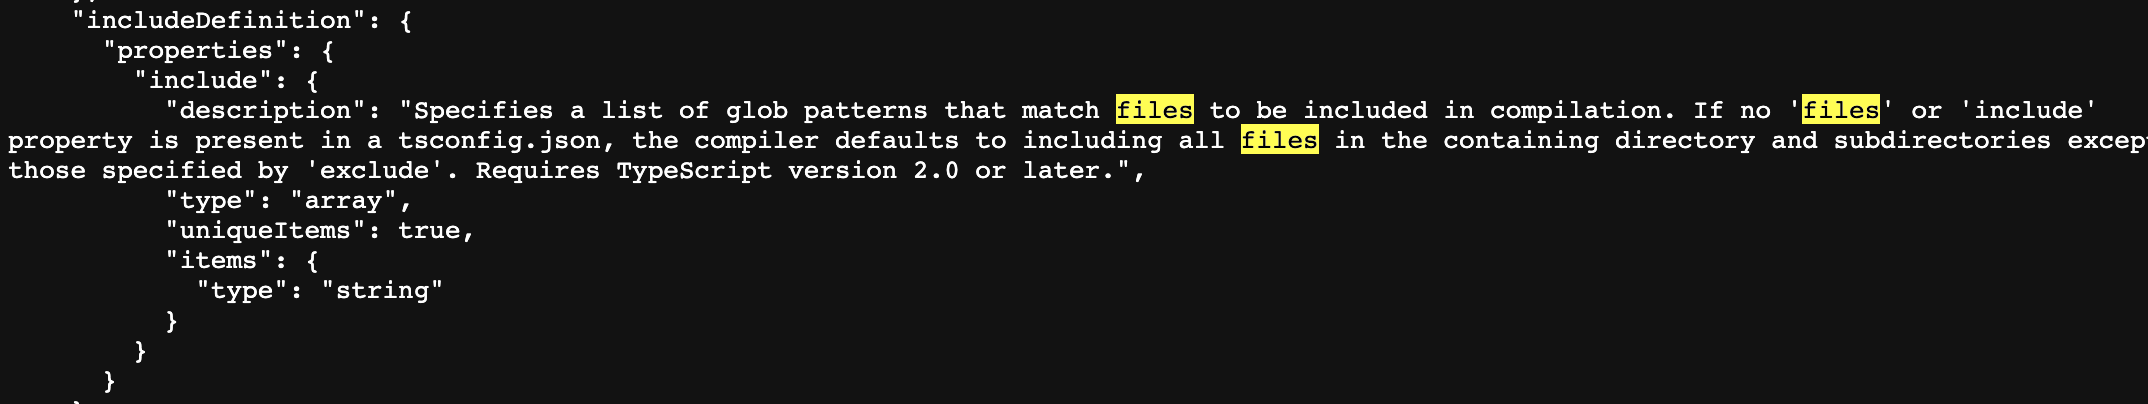 "includeDefinition": {
"properties": {
"include": {
"description": "Specifies a list of glob patterns that match files to be included in compilation. If no 'files' or 'include'
property is present in a tsconfig.json, the compiler defaults to including all files in the containing directory and subdirectories excep
those specified by 'exclude'. Requires TypeScript version 2.0 or later.",
"type": "array",
"uniqueItems": true,
"items": {
"type": "string"
}
}
}